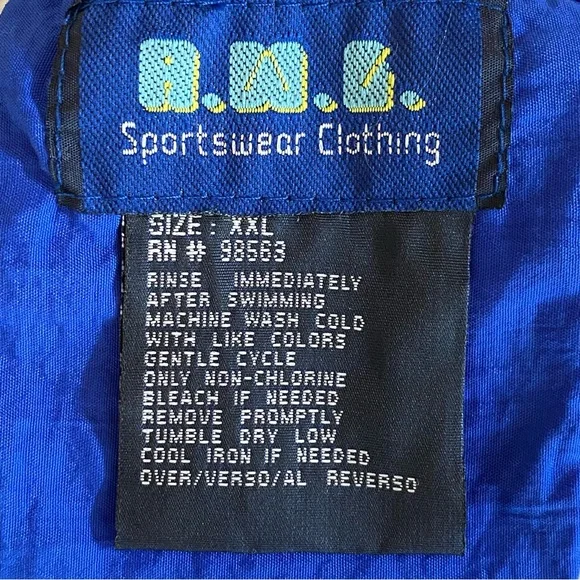 Sportswear Clothing
SIZE: XXL
RN # 98563
RINSE IMMEDIATELY
AFTER SWIMMING
MACHINE WASH COLD
WITH LIKE COLORS
GENTLE CYCLE
ONLY NON-CHLORINE
BLEACH IF NEEDED
REMOVE PROMPTLY
TUMBLE DRY LOW
COOL IRON IF NEEDED
OVER/VERSO/AL REVERSO